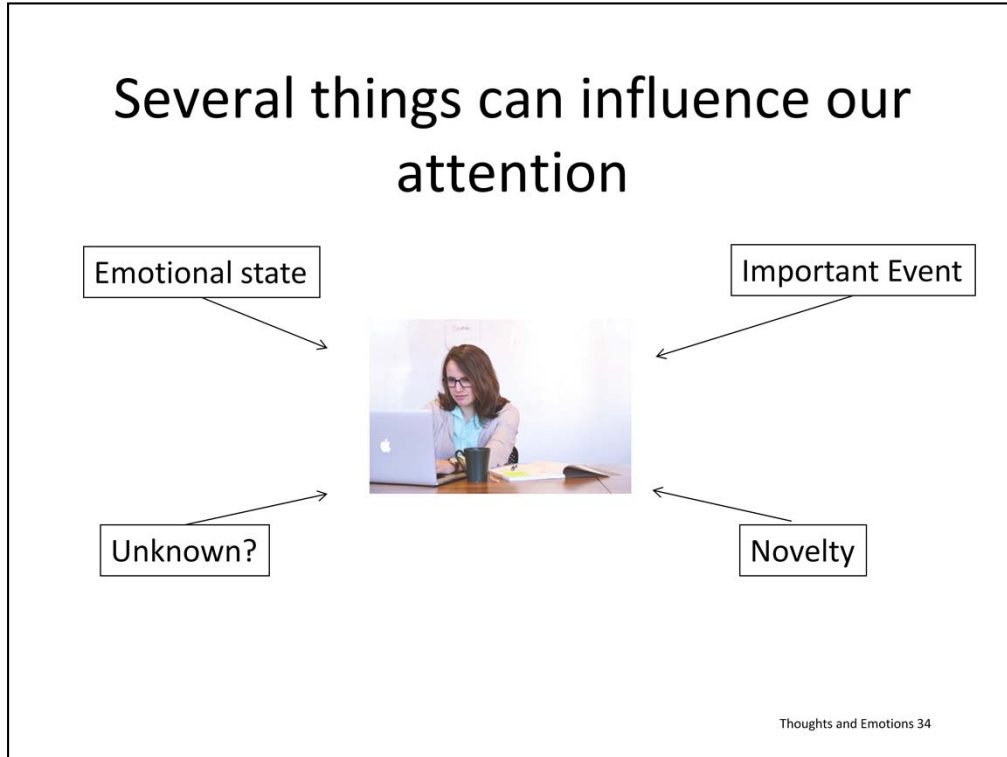 Several things can influence our
attention
Emotional state
Important Event
Unknown?
Novelty
Thoughts and Emotions 34